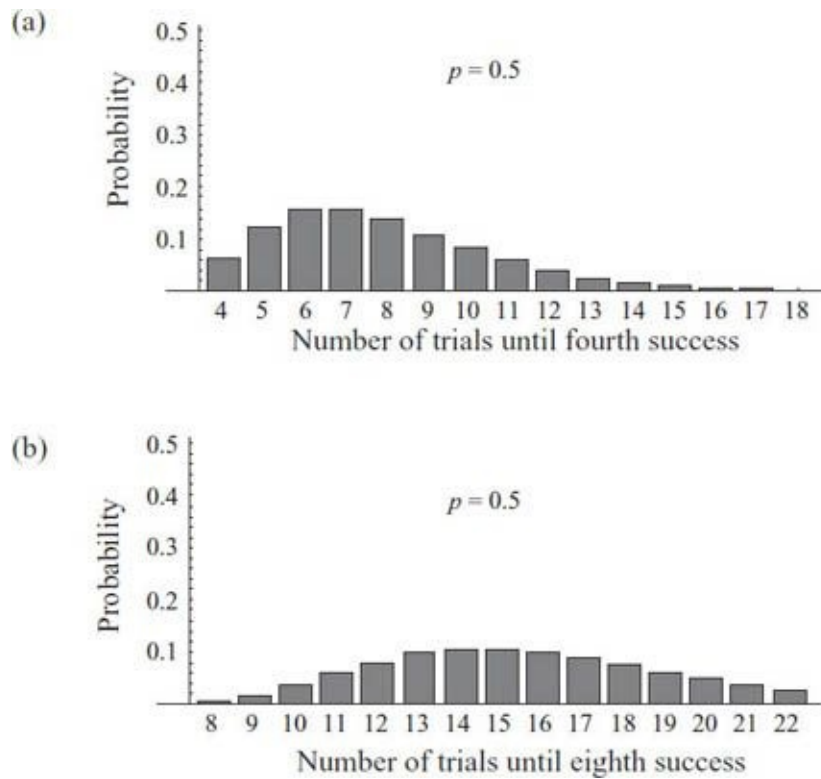 (a)
0.5
p = 0.5
0.4
0.3
0.2
0.1
Probability
4 5 6 7 8 9 10 11 12 13 14 15 16 17 18
Number of trials until fourth success
(b)
0.5
0.4
p = 0.5
0.3
0.2
0.1
Probability
8 9 10 11 12 13 14 15 16 17 18 19 20 21 22
Number of trials until eighth success